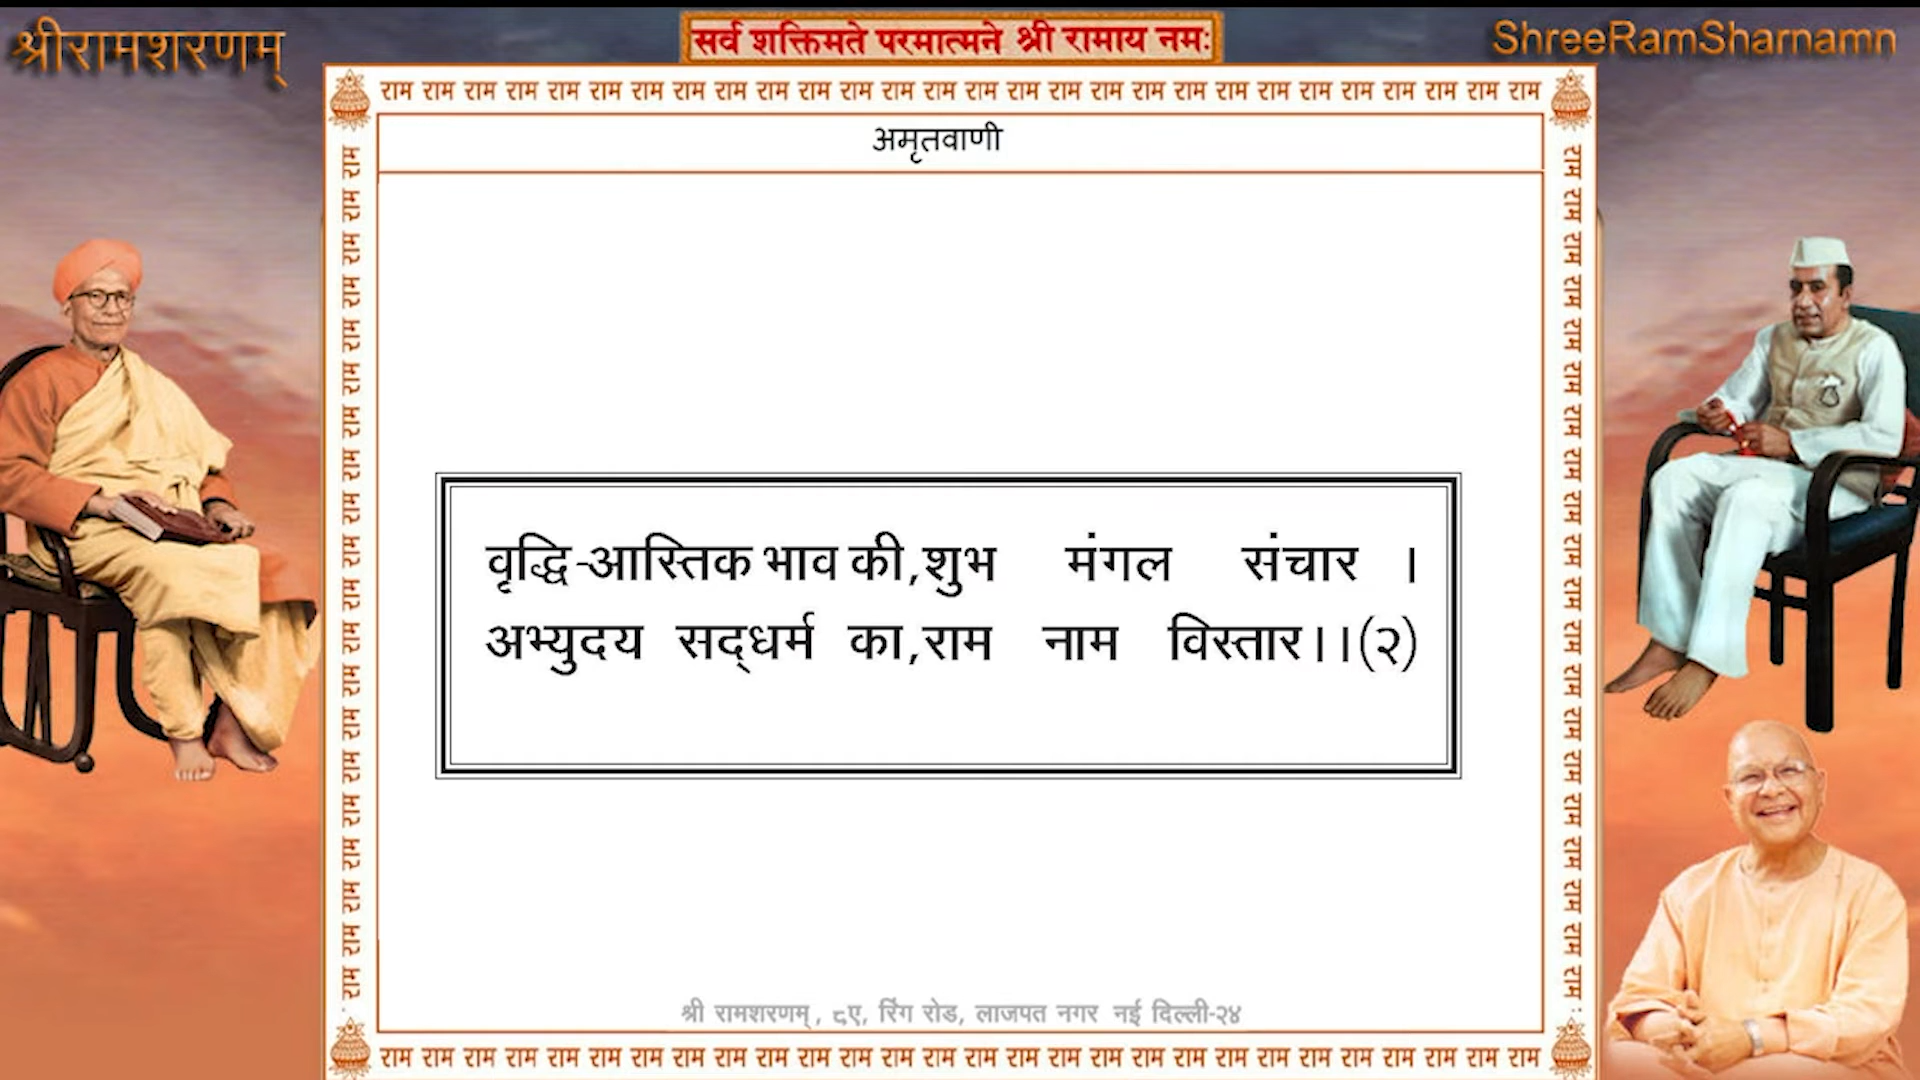 श्रीरामशरणम्
सर्व शक्तिमते परमात्मने श्री रामाय नमः
ShreeRamSharnamn
राम राम राम राम राम राम राम राम राम राम राम राम राम राम राम राम राम राम राम राम राम राम राम राम राम राम राम राम
अमृतवाणी
राम राम राम राम राम राम राम राम राम राम राम राम राम राम राम राम राम राम राम राम
वृद्धि-आस्तिक भाव की,शुभ मंगल संचार ।
अभ्युदय सद्धर्म का,राम नाम विस्तार।।(२)
राम राम राम राम राम राम राम राम राम राम राम राम राम राम राम राम राम राम राम राम
श्री रामशरणम् , ८ए, रिंग रोड, लाजपत नगर नई दिल्ली-२४
राम राम राम राम राम राम राम राम राम राम राम राम राम राम राम राम राम राम राम राम राम राम राम राम राम राम राम राम